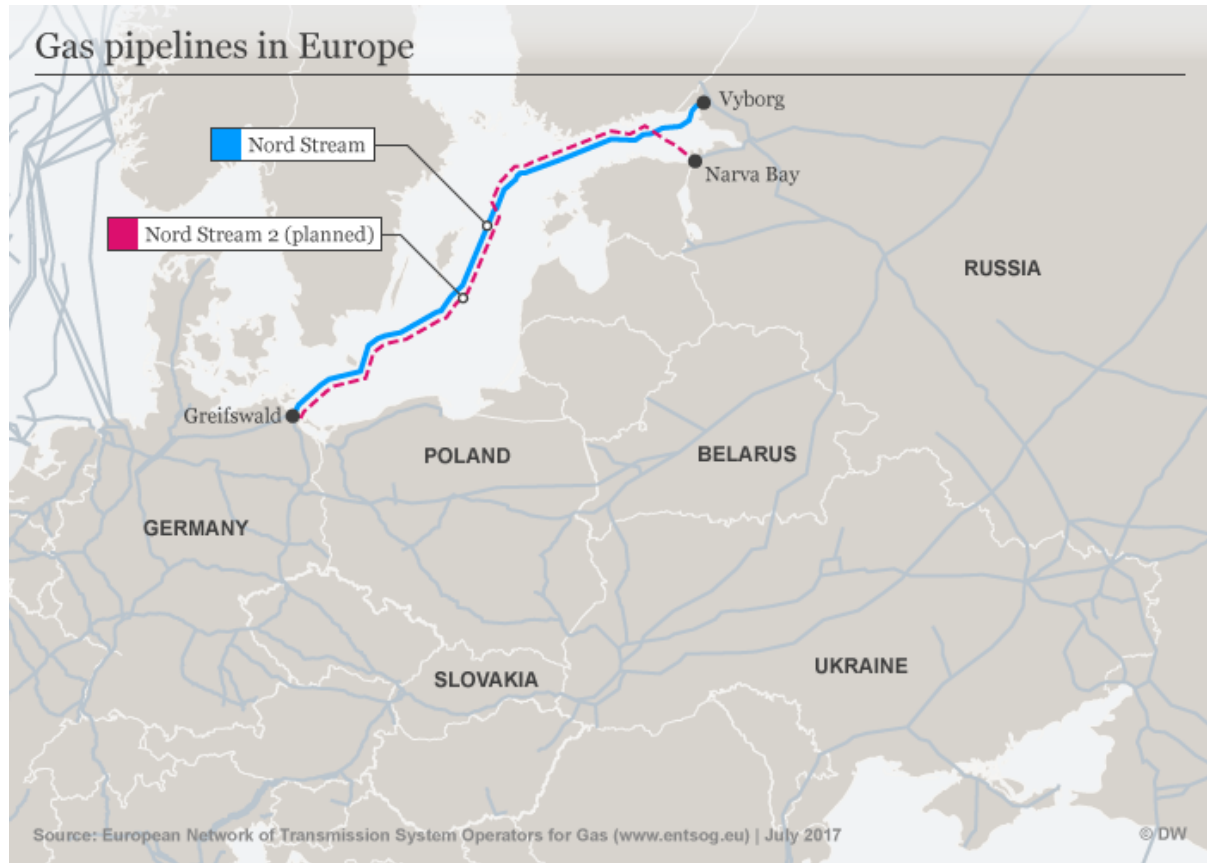 Gas pipelines in Europe
Vyborg
Nord Stream
Narva Bay
Nord Stream 2 (planned)
RUSSIA
Greifswald
POLAND
BELARUS
GERMANY
UKRAINE
SLOVAKIA
Source: European Network of Transmission System Operators for Gas (www.entsog.eu) | July 2017
© DW